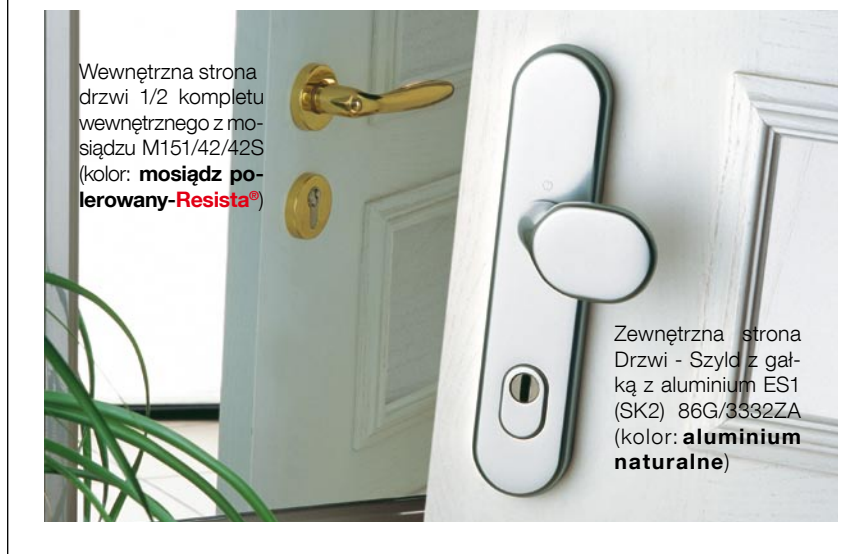 Wewnętrzna strona
drzwi 1/2 kompletu
wewnętrznego z mo-
siądzu M151/42/42S
(kolor: mosiądz po-
lerowany-Resista®)
Zewnętrzna strona
Drzwi - Szyld z gał-
ką z aluminium ES1
(SK2) 86G/3332ZA
(kolor: aluminium
naturalne)